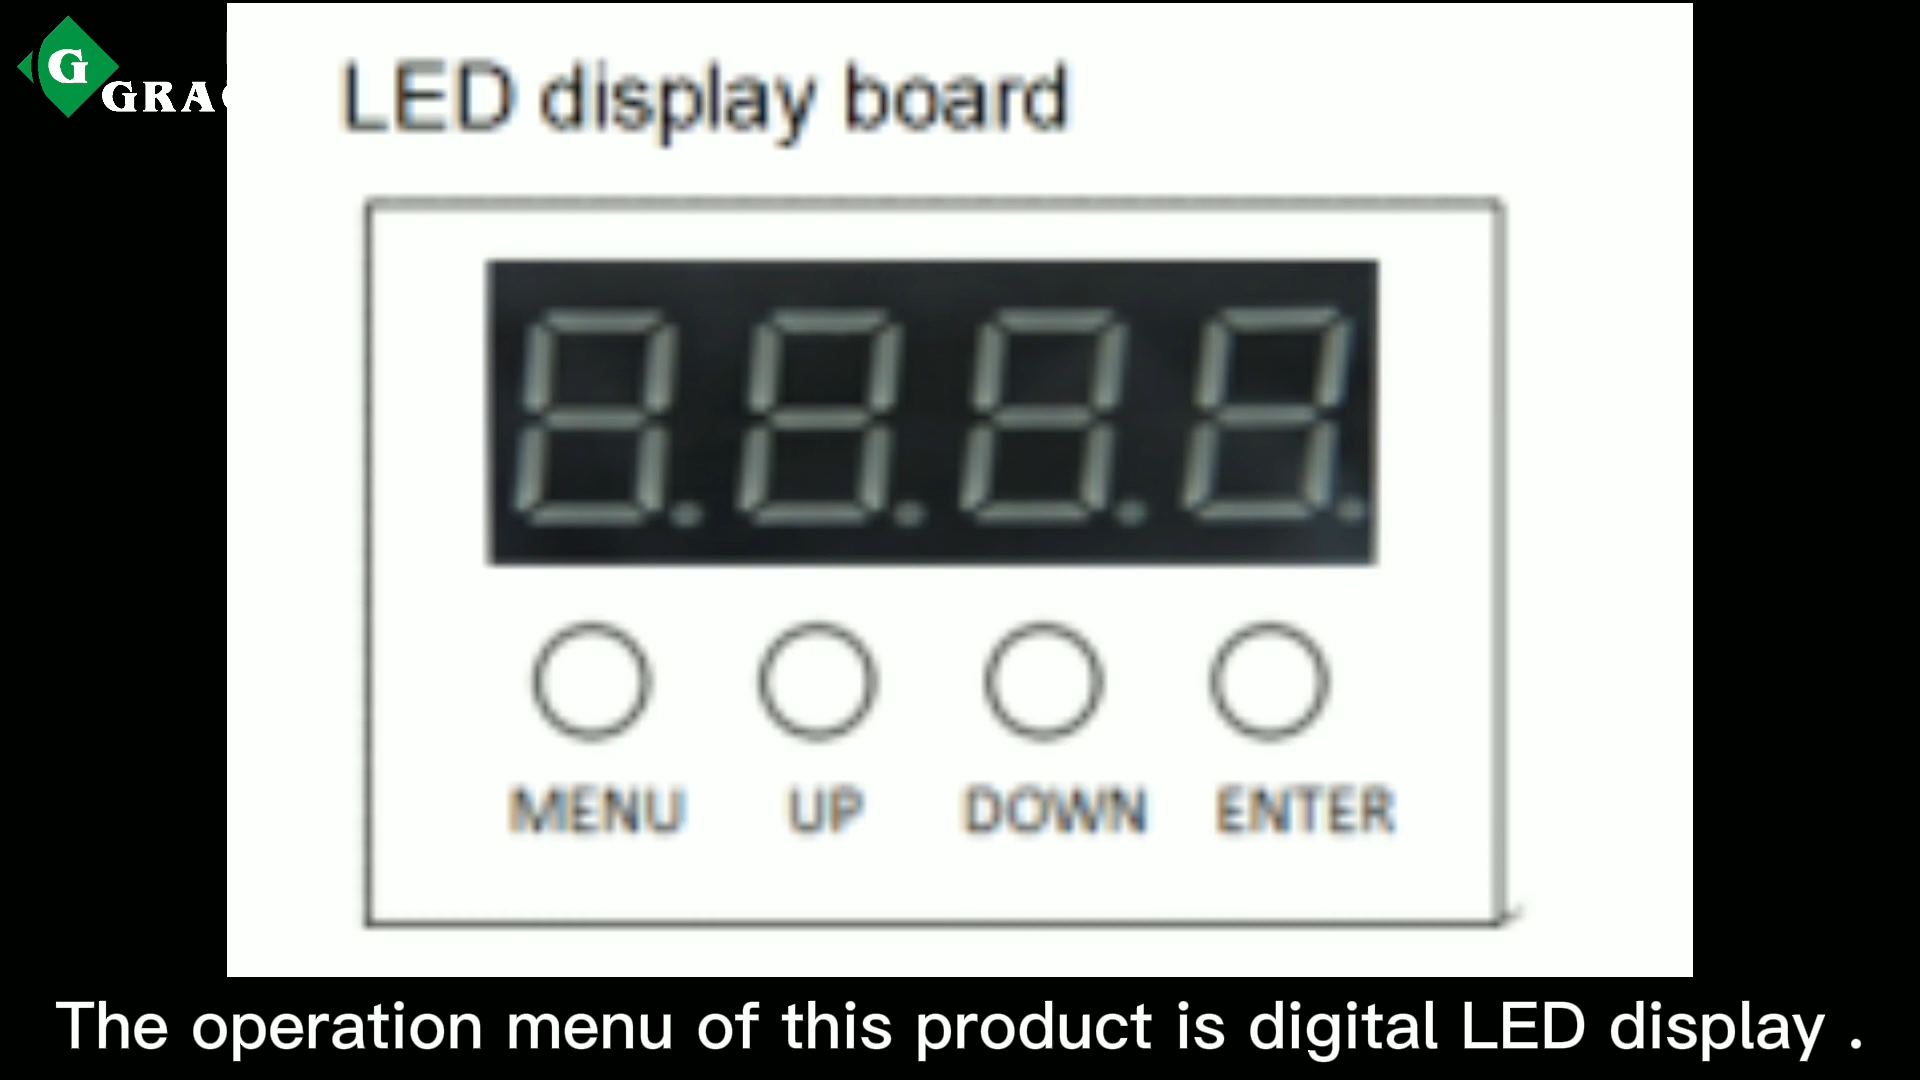 G
LED display board
8.8.8.8.
MENU UP DOWN ENTER
The operation menu of this product is digital LED display .